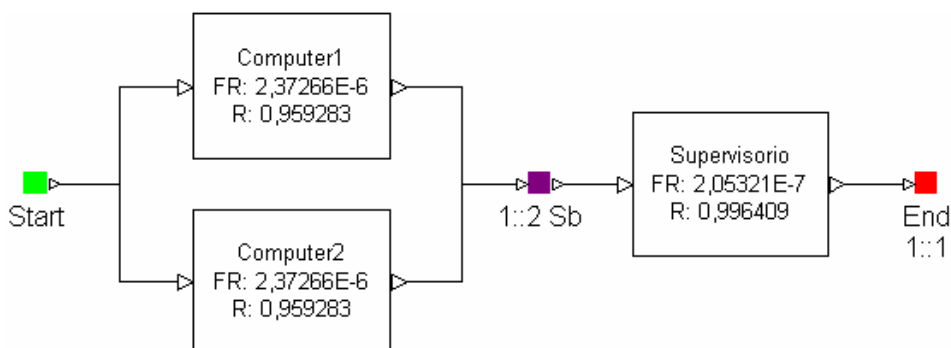 Computer1
FR: 2,37266E-6
R: 0,959283
Start
Computer2
FR: 2,37266E-6
R: 0,959283
1::2 Sb
Supervisorio
FR: 2,05321E-7
R: 0,996409
End
1::1